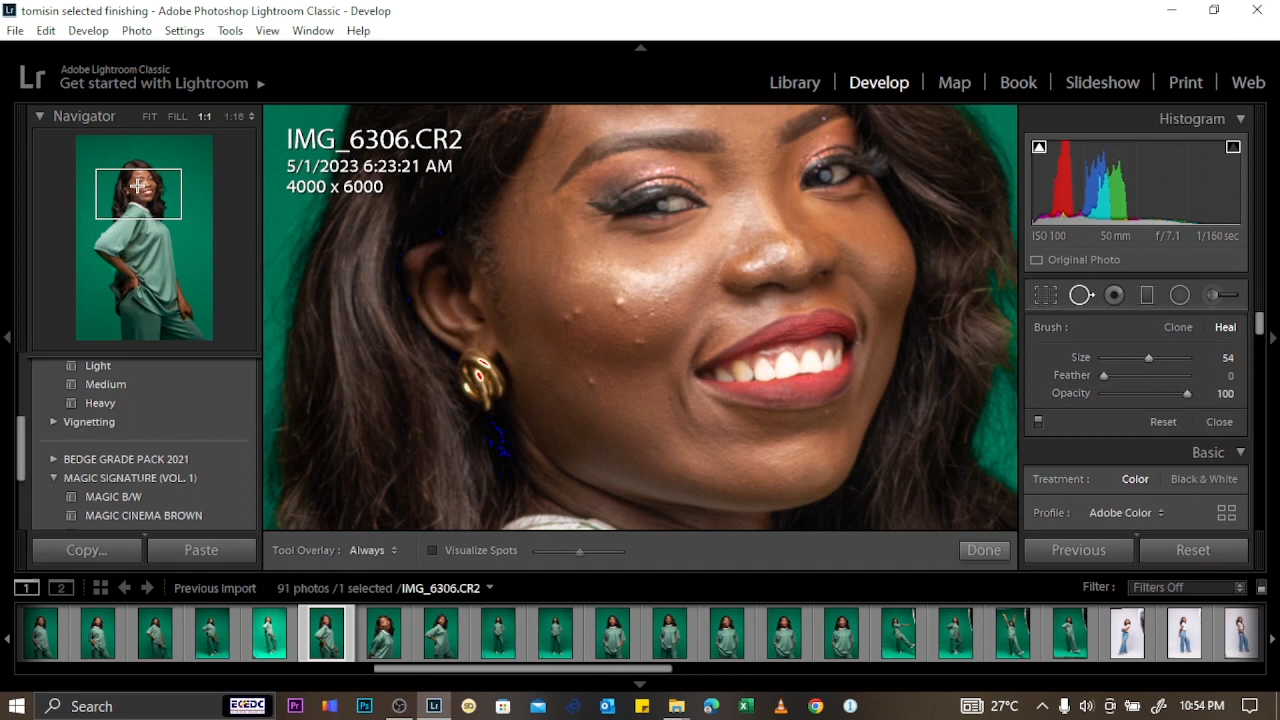 tomisin selected finishing - Adobe Photoshop Lightroom Classic - Develop
File Edit Develop Photo Settings Tools View Window Help
Lr
Adobe Lightroom Classic
Get started with Lightroom
Library Develop Map Book Slideshow Print Web
Navigator FIT FILL 1:1 1:16
Light
Medium
Heavy
Vignetting
BEDGE GRADE PACK 2021
MAGIC SIGNATURE (VOL. 1)
MAGIC B/W
MAGIC CINEMA BROWN
Copy... Paste
IMG_6306.CR2
5/1/2023 6:23:21 AM
4000 x 6000
Tool Overlay : Always Visualize Spots Done
Histogram
ISO 100 50 mm f / 7.1 1/160 sec
Original Photo
Brush : Clone Heal
Size 54
Feather 0
Opacity 100
Reset Close
Basic
Treatment : Color Black & White
Profile : Adobe Color
Previous Reset
1 2 Previous Import 91 photos /1 selected /IMG_6306.CR2 Filter : Filters Off
Search EKEDC Pr Ps Lr 27°C 10:54 PM